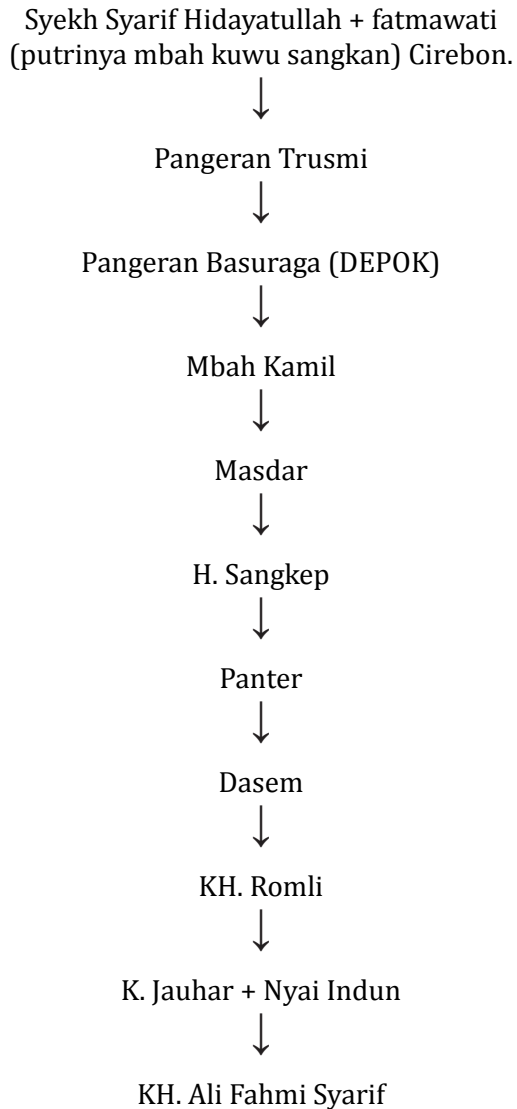 Syekh Syarif Hidayatullah + fatmawati
(putrinya mbah kuwu sangkan) Cirebon.
↓
Pangeran Trusmi
↓
Pangeran Basuraga (DEPOK)
↓
Mbah Kamil
↓
Masdar
↓
H. Sangkep
↓
Panter
↓
Dasem
↓
KH. Romli
↓
K. Jauhar + Nyai Indun
↓
KH. Ali Fahmi Syarif